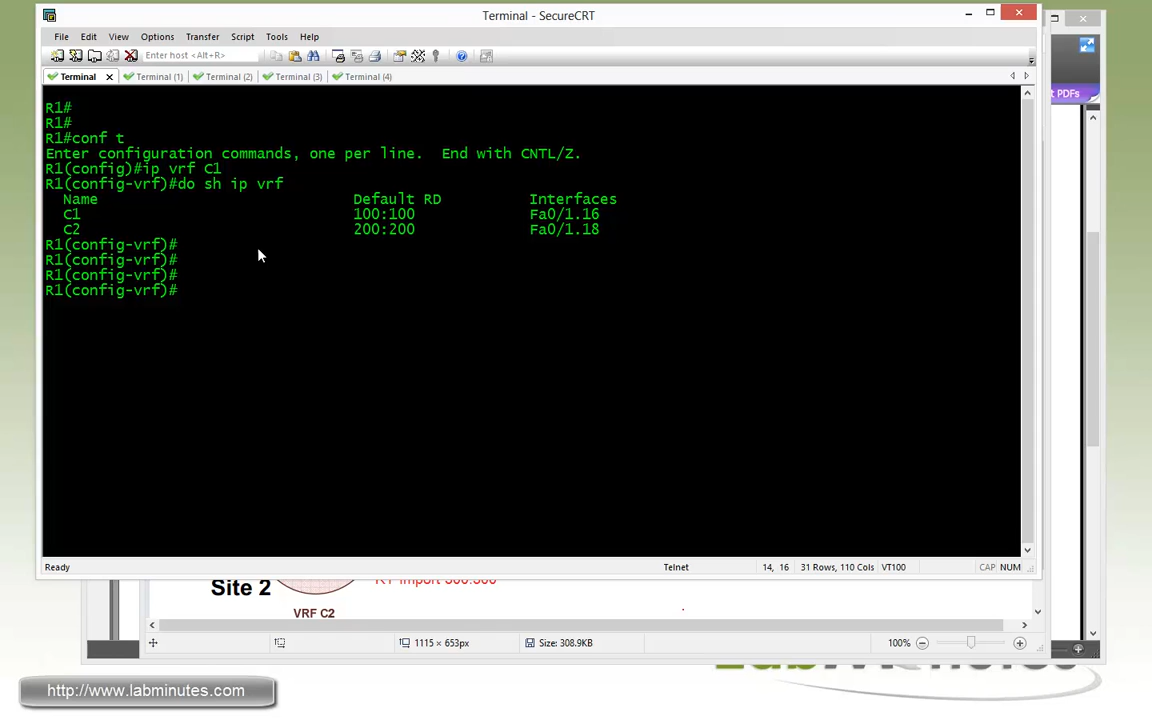 Terminal - SecureCRT
File Edit View Options Transfer Script Tools Help
Enter host <Alt+R>
Terminal Terminal (1) Terminal (2) Terminal (3) Terminal (4)
t PDFs
R1#
R1#
R1#conf t
Enter configuration commands, one per line.  End with CNTL/Z.
R1(config)#ip vrf C1
R1(config-vrf)#do sh ip vrf
Name Default RD Interfaces
C1 100:100 Fa0/1.16
C2 200:200 Fa0/1.18
R1(config-vrf)#
R1(config-vrf)#
R1(config-vrf)#
R1(config-vrf)#
Ready Telnet 14, 16 31 Rows, 110 Cols VT100 CAP NUM
Site 2
VRF C2
1115 × 653px Size: 308.9KB 100%
http://www.labminutes.com